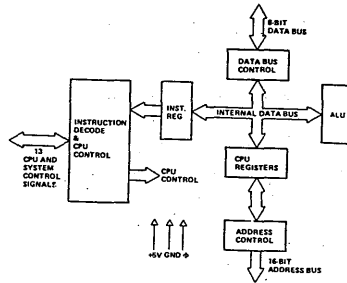 8-BIT
DATA BUS
DATA BUS
CONTROL
INSTRUCTION
DECODE
&
CPU
CONTROL
INST.
REG
INTERNAL DATA BUS
ALU
13
CPU AND
SYSTEM
CONTROL
SIGNALS
CPU
CONTROL
CPU
REGISTERS
ADDRESS
CONTROL
+5V GND Φ
16-BIT
ADDRESS BUS